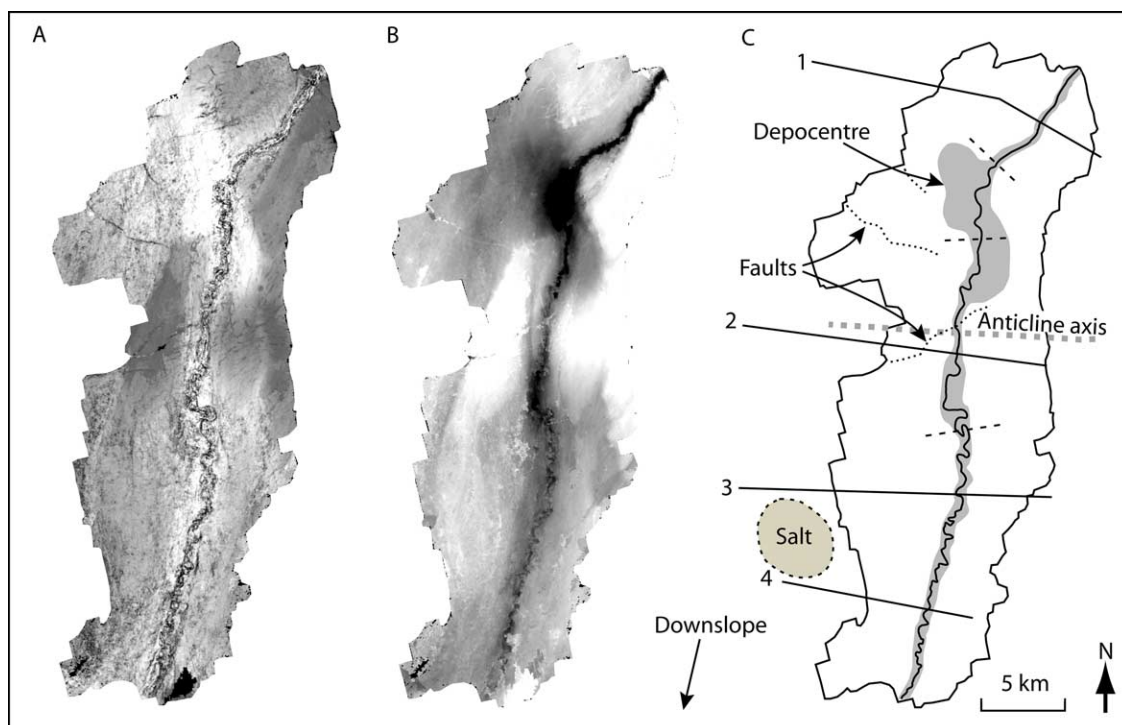 A
B
C
1
Depocentre
Faults
2
Anticline axis
3
Salt
4
Downslope
5 km
N